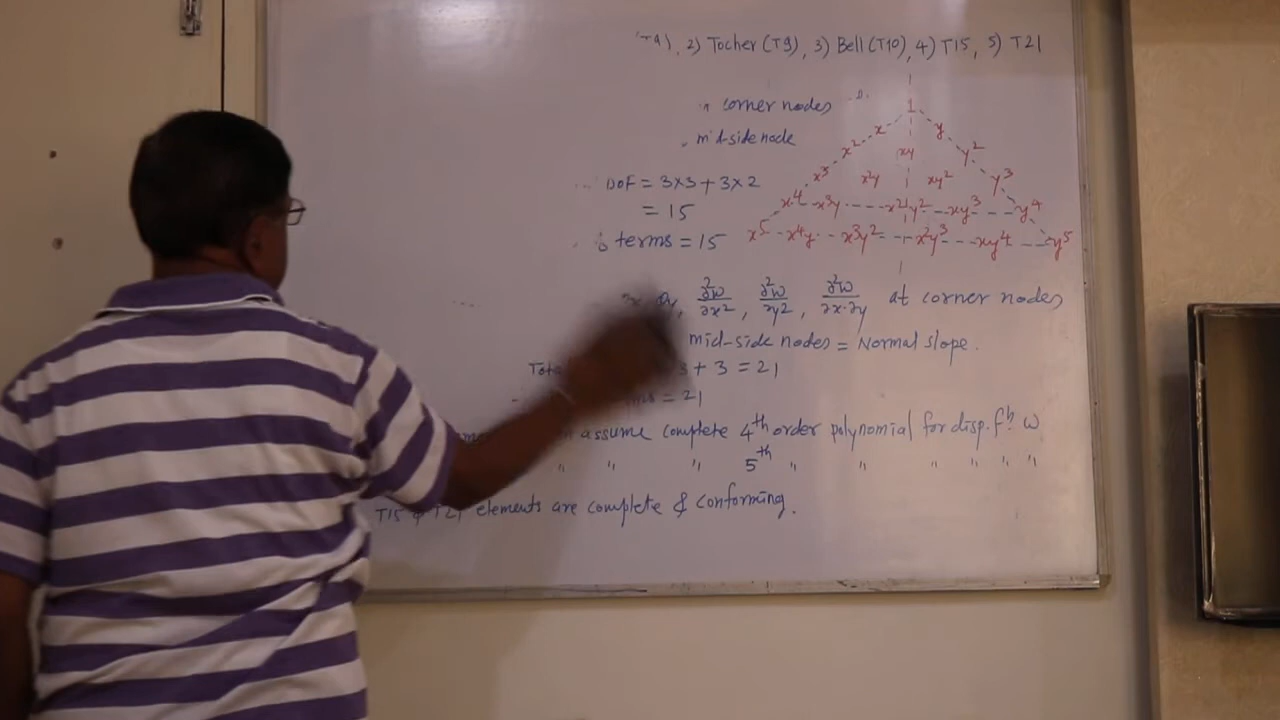 2) Tocher (T9), 3) Bell (T10), 4) T15, 5) T21
corner nodes
mid-side node
DOF = 3×3 + 3×2
= 15
terms = 15
1
x y
x² xy y²
x³ x²y xy² y³
x⁴ x³y x²y² xy³ y⁴
x⁵ x⁴y x³y² x²y³ xy⁴ y⁵
, ∂²w/∂x², ∂²w/∂y², ∂²w/∂x·∂y at corner nodes
mid-side nodes = Normal slope.
+ 3 = 21
= 21
assume complete 4th order polynomial for disp. fn w
" " " 5th " " " " " "
T15 & T21 elements are complete & conforming.